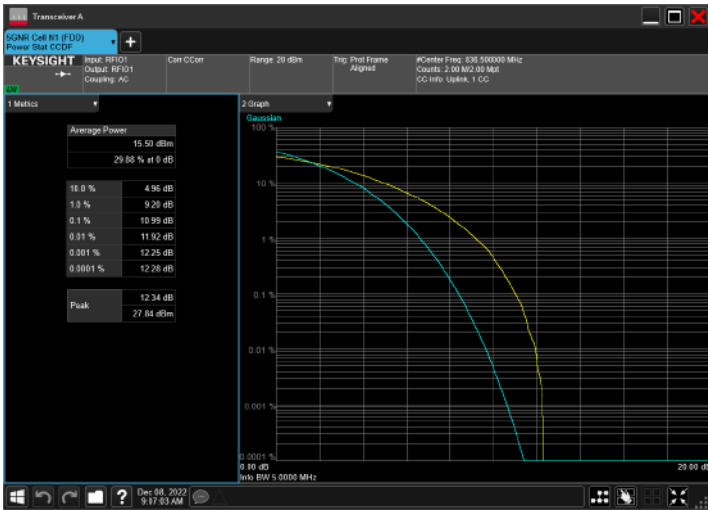 Transceiver A
5GNR Cell N1 (FDD)
Power Stat CCDF
KEYSIGHT
Input: RFIO1
Output: RFIO1
Coupling: AC
Corr CCorr
Range: 20 dBm
Trig: Prot Frame
Aligned
#Center Freq: 836.500000 MHz
Counts: 2.00 M/2.00 Mpt
CC Info: Uplink, 1 CC
1 Metrics
Average Power
15.50 dBm
29.88 % at 0 dB
10.0 % 4.96 dB
1.0 % 9.20 dB
0.1 % 10.99 dB
0.01 % 11.92 dB
0.001 % 12.25 dB
0.0001 % 12.28 dB
Peak
12.34 dB
27.84 dBm
2 Graph
Gaussian
100 %
10 %
1 %
0.1 %
0.01 %
0.001 %
0.0001 %
0.00 dB
20.00 dB
Info BW 5.0000 MHz
?
Dec 08, 2022
9:17:03 AM